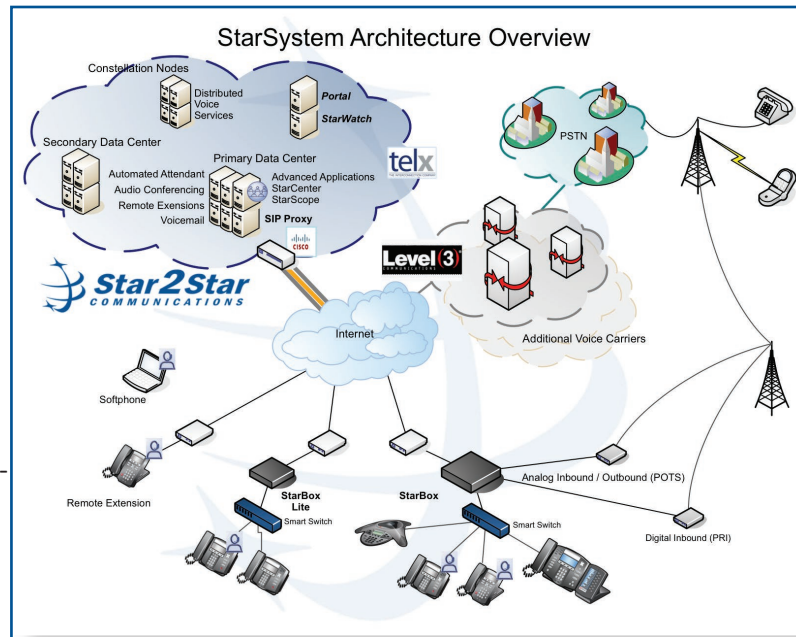 StarSystem Architecture Overview
Constellation Nodes
Distributed
Voice
Services
Portal
StarWatch
Secondary Data Center
Primary Data Center
Automated Attendant
Audio Conferencing
Remote Exensions
Voicemail
Advanced Applications
StarCenter
StarScope
SIP Proxy
CISCO
telx
PSTN
Level(3)
COMMUNICATIONS
Star2Star
COMMUNICATIONS
Internet
Additional Voice Carriers
Softphone
Remote Extension
StarBox
Lite
Smart Switch
StarBox
Smart Switch
Analog Inbound / Outbound (POTS)
Digital Inbound (PRI)